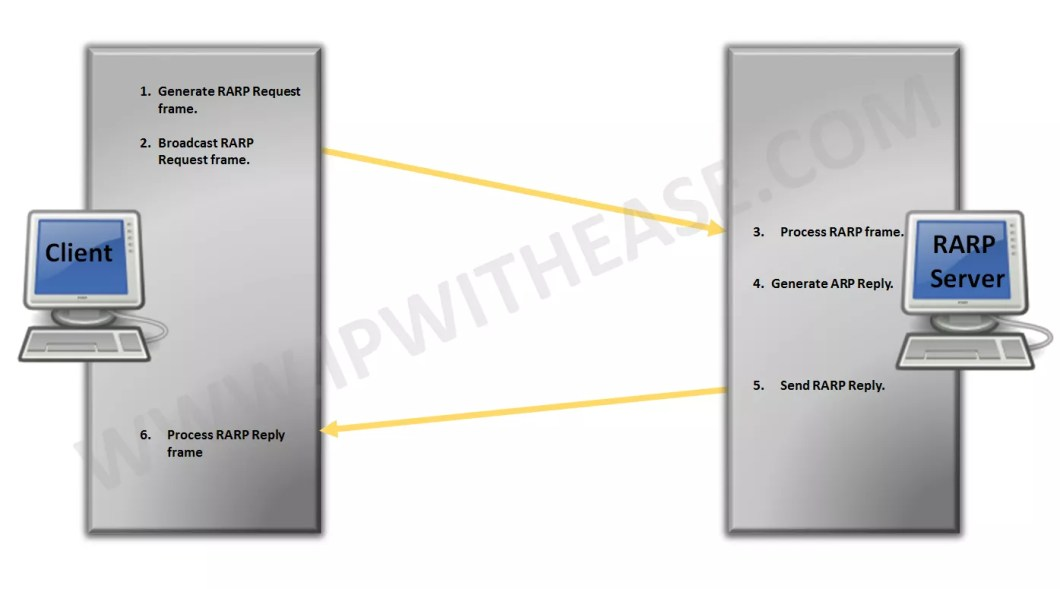 1. Generate RARP Request
frame.
2. Broadcast RARP
Request frame.
Client
3. Process RARP frame.
4. Generate ARP Reply.
RARP
Server
5. Send RARP Reply.
6. Process RARP Reply
frame
WWW.IPWITHEASE.COM